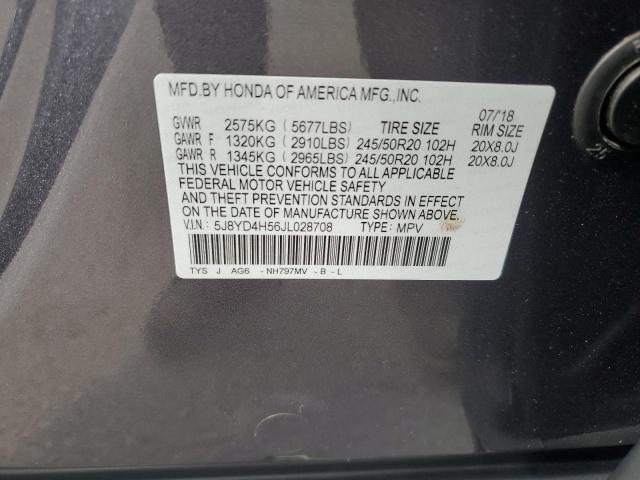 MFD.BY HONDA OF AMERICA MFG.,INC.
07/18
GVWR 2575KG (5677LBS) TIRE SIZE RIM SIZE
GAWR F 1320KG (2910LBS) 245/50R20 102H 20X8.0J
GAWR R 1345KG (2965LBS) 245/50R20 102H 20X8.0J
THIS VEHICLE CONFORMS TO ALL APPLICABLE
FEDERAL MOTOR VEHICLE SAFETY
AND THEFT PREVENTION STANDARDS IN EFFECT
ON THE DATE OF MANUFACTURE SHOWN ABOVE.
V.I.N.: 5J8YD4H56JL028708 TYPE: MPV
TYS J AG6 -NH797MV -B-L